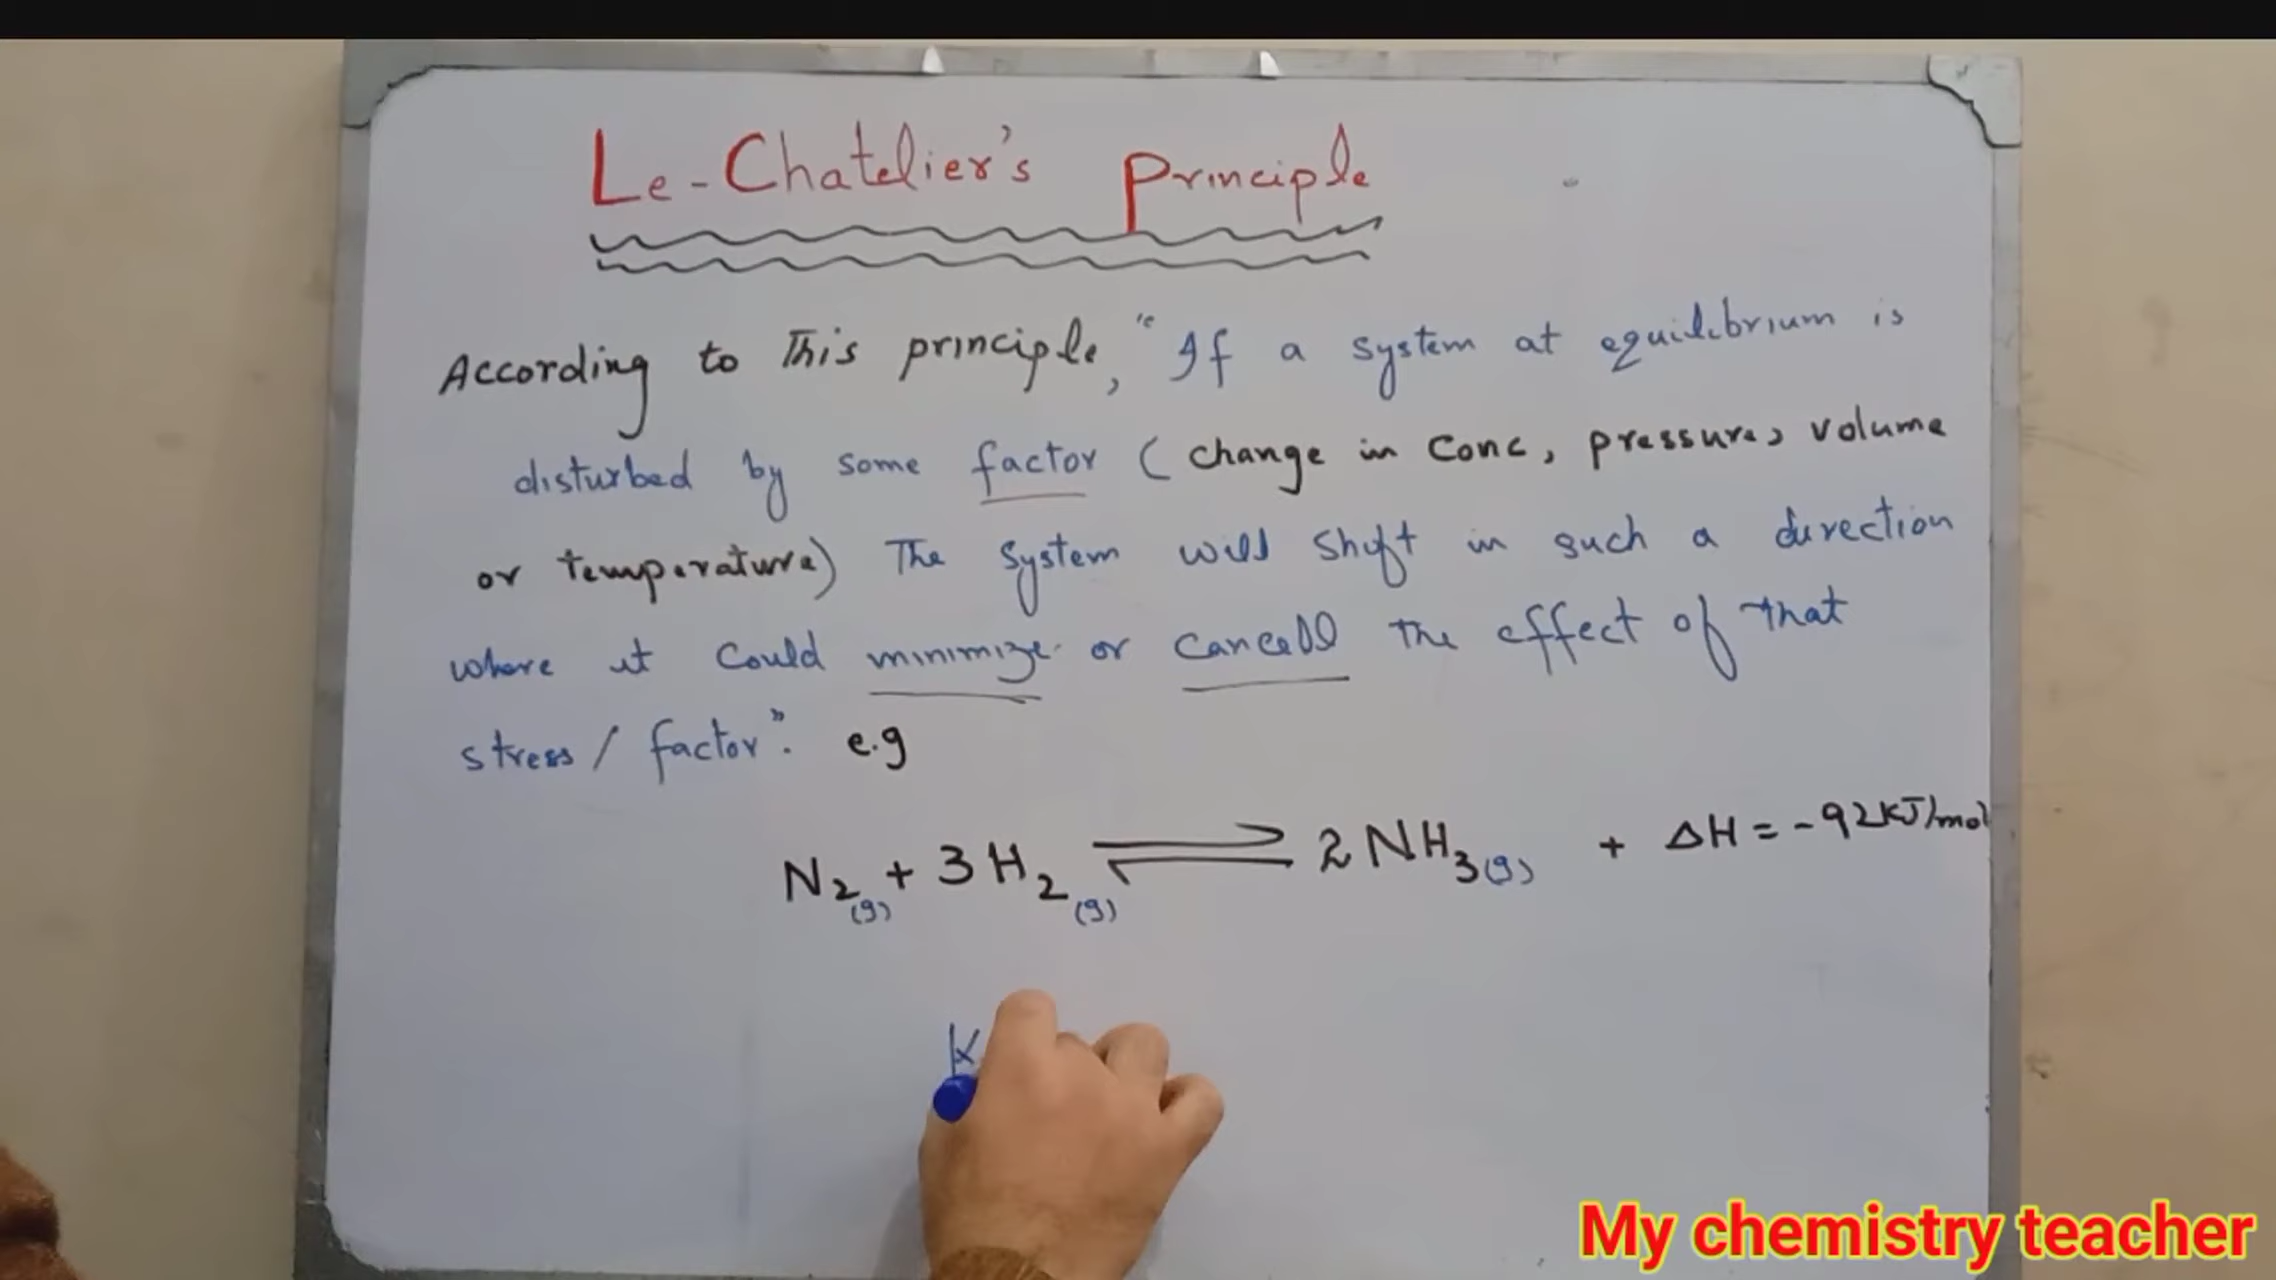 Le-Chatelier's Principle
According to This principle, "If a system at equilibrium is
disturbed by some factor ( change in Conc, pressure, volume
or temperature) The system will shift in such a direction
where it could minimize or cancell the effect of that
stress / factor". e.g
N₂(g) + 3H₂(g) ⇌ 2NH₃(g) + ΔH = -92KJ/mol
K
My chemistry teacher